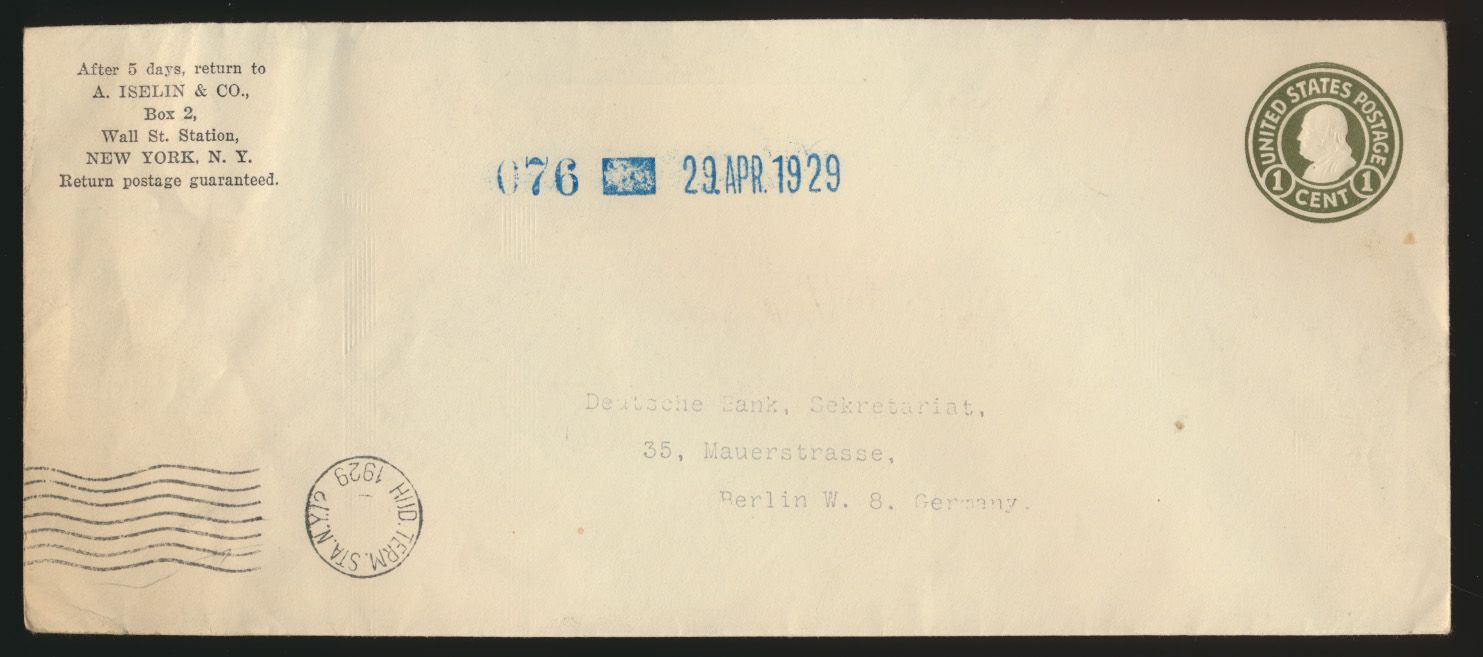 After 5 days, return to
A. ISELIN & CO.,
Box 2,
Wall St. Station,
NEW YORK, N. Y.
Return postage guaranteed.
UNITED STATES POSTAGE
1 CENT 1
076 29.APR.1929
Deutsche Bank, Sekretariat,
35, Mauerstrasse,
Berlin W. 8. Germany.
1929
TERM. STA. N.Y.